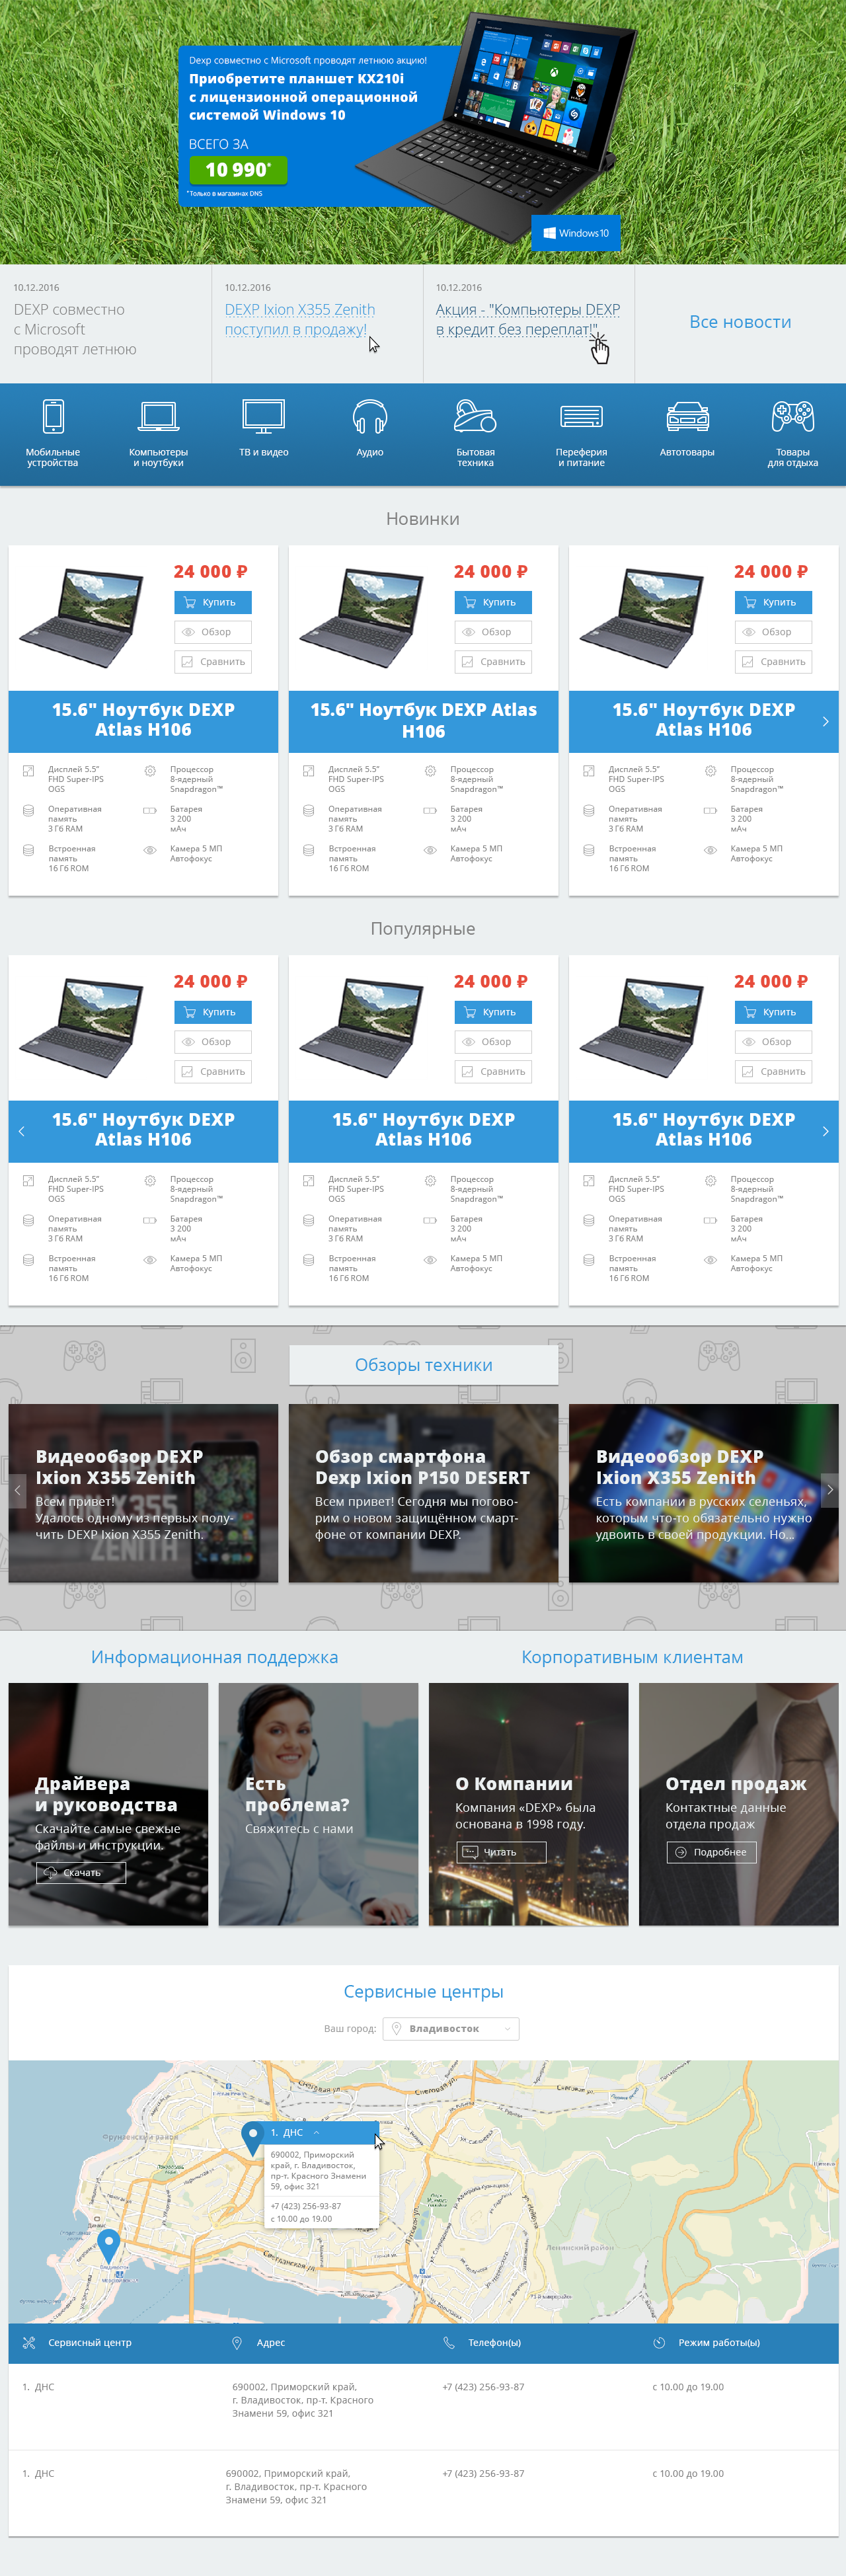 Dexp совместно с Microsoft проводят летнюю акцию!
Приобретите планшет KX210i
с лицензионной операционной
системой Windows 10
ВСЕГО ЗА
10 990*
*Только в магазинах DNS
Windows 10
10.12.2016
DEXP совместно
с Microsoft
проводят летнюю
10.12.2016
DEXP Ixion X355 Zenith
поступил в продажу!
10.12.2016
Акция - "Компьютеры DEXP
в кредит без переплат!"
Все новости
Мобильные
устройства
Компьютеры
и ноутбуки
ТВ и видео
Аудио
Бытовая
техника
Переферия
и питание
Автотовары
Товары
для отдыха
Новинки
24 000 ₽
Купить
Обзор
Сравнить
15.6" Ноутбук DEXP
Atlas H106
Дисплей 5.5”
FHD Super-IPS
OGS
Процессор
8-ядерный
Snapdragon™
Оперативная
память
3 Гб RAM
Батарея
3 200
мАч
Встроенная
память
16 Гб ROM
Камера 5 МП
Автофокус
24 000 ₽
Купить
Обзор
Сравнить
15.6" Ноутбук DEXP Atlas
H106
Дисплей 5.5”
FHD Super-IPS
OGS
Процессор
8-ядерный
Snapdragon™
Оперативная
память
3 Гб RAM
Батарея
3 200
мАч
Встроенная
память
16 Гб ROM
Камера 5 МП
Автофокус
24 000 ₽
Купить
Обзор
Сравнить
15.6" Ноутбук DEXP
Atlas H106
Дисплей 5.5”
FHD Super-IPS
OGS
Процессор
8-ядерный
Snapdragon™
Оперативная
память
3 Гб RAM
Батарея
3 200
мАч
Встроенная
память
16 Гб ROM
Камера 5 МП
Автофокус
Популярные
24 000 ₽
Купить
Обзор
Сравнить
15.6" Ноутбук DEXP
Atlas H106
Дисплей 5.5”
FHD Super-IPS
OGS
Процессор
8-ядерный
Snapdragon™
Оперативная
память
3 Гб RAM
Батарея
3 200
мАч
Встроенная
память
16 Гб ROM
Камера 5 МП
Автофокус
24 000 ₽
Купить
Обзор
Сравнить
15.6" Ноутбук DEXP
Atlas H106
Дисплей 5.5”
FHD Super-IPS
OGS
Процессор
8-ядерный
Snapdragon™
Оперативная
память
3 Гб RAM
Батарея
3 200
мАч
Встроенная
память
16 Гб ROM
Камера 5 МП
Автофокус
24 000 ₽
Купить
Обзор
Сравнить
15.6" Ноутбук DEXP
Atlas H106
Дисплей 5.5”
FHD Super-IPS
OGS
Процессор
8-ядерный
Snapdragon™
Оперативная
память
3 Гб RAM
Батарея
3 200
мАч
Встроенная
память
16 Гб ROM
Камера 5 МП
Автофокус
Обзоры техники
Видеообзор DEXP
Ixion X355 Zenith
Всем привет!
Удалось одному из первых полу-
чить DEXP Ixion X355 Zenith.
Обзор смартфона
Dexp Ixion P150 DESERT
Всем привет! Сегодня мы погово-
рим о новом защищённом смарт-
фоне от компании DEXP.
Видеообзор DEXP
Ixion X355 Zenith
Есть компании в русских селеньях,
которым что-то обязательно нужно
удвоить в своей продукции. Но...
Информационная поддержка
Корпоративным клиентам
Драйвера
и руководства
Скачайте самые свежые
файлы и инструкции.
Скачать
Есть
проблема?
Свяжитесь с нами
О Компании
Компания «DEXP» была
основана в 1998 году.
Читать
Отдел продаж
Контактные данные
отдела продаж
Подробнее
Сервисные центры
Ваш город:
Владивосток
1. ДНС
690002, Приморский
край, г. Владивосток,
пр-т. Красного Знамени
59, офис 321
+7 (423) 256-93-87
с 10.00 до 19.00
Сервисный центр
Адрес
Телефон(ы)
Режим работы(ы)
1. ДНС
690002, Приморский край,
г. Владивосток, пр-т. Красного
Знамени 59, офис 321
+7 (423) 256-93-87
с 10.00 до 19.00
1. ДНС
690002, Приморский край,
г. Владивосток, пр-т. Красного
Знамени 59, офис 321
+7 (423) 256-93-87
с 10.00 до 19.00